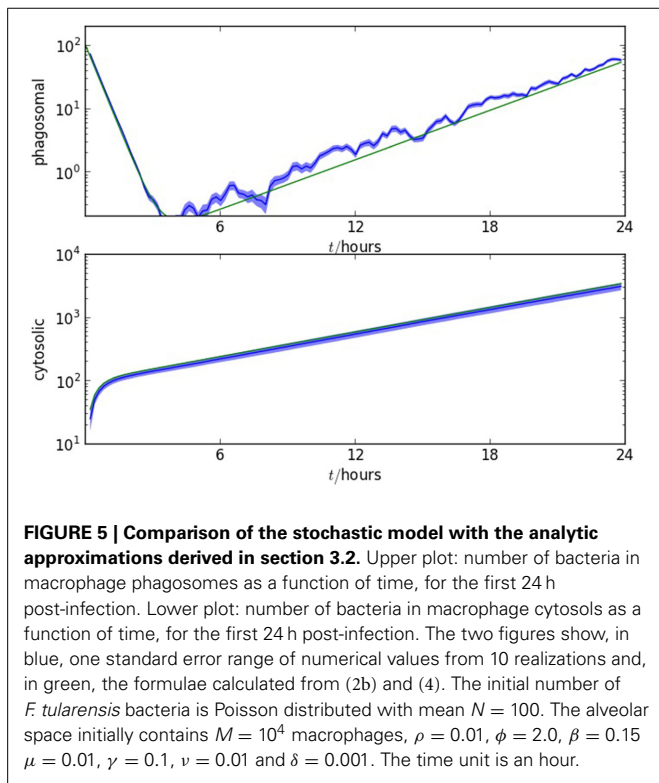 10²
10¹
10⁰
phagosomal
6
12
18
24
t/hours
10⁴
10³
10²
10¹
cytosolic
6
12
18
24
t/hours
FIGURE 5 | Comparison of the stochastic model with the analytic
approximations derived in section 3.2. Upper plot: number of bacteria in
macrophage phagosomes as a function of time, for the first 24 h
post-infection. Lower plot: number of bacteria in macrophage cytosols as a
function of time, for the first 24 h post-infection. The two figures show, in
blue, one standard error range of numerical values from 10 realizations and,
in green, the formulae calculated from (2b) and (4). The initial number of
F. tularensis bacteria is Poisson distributed with mean N = 100. The alveolar
space initially contains M = 10⁴ macrophages, ρ = 0.01, ϕ = 2.0, β = 0.15
μ = 0.01, γ = 0.1, ν = 0.01 and δ = 0.001. The time unit is an hour.